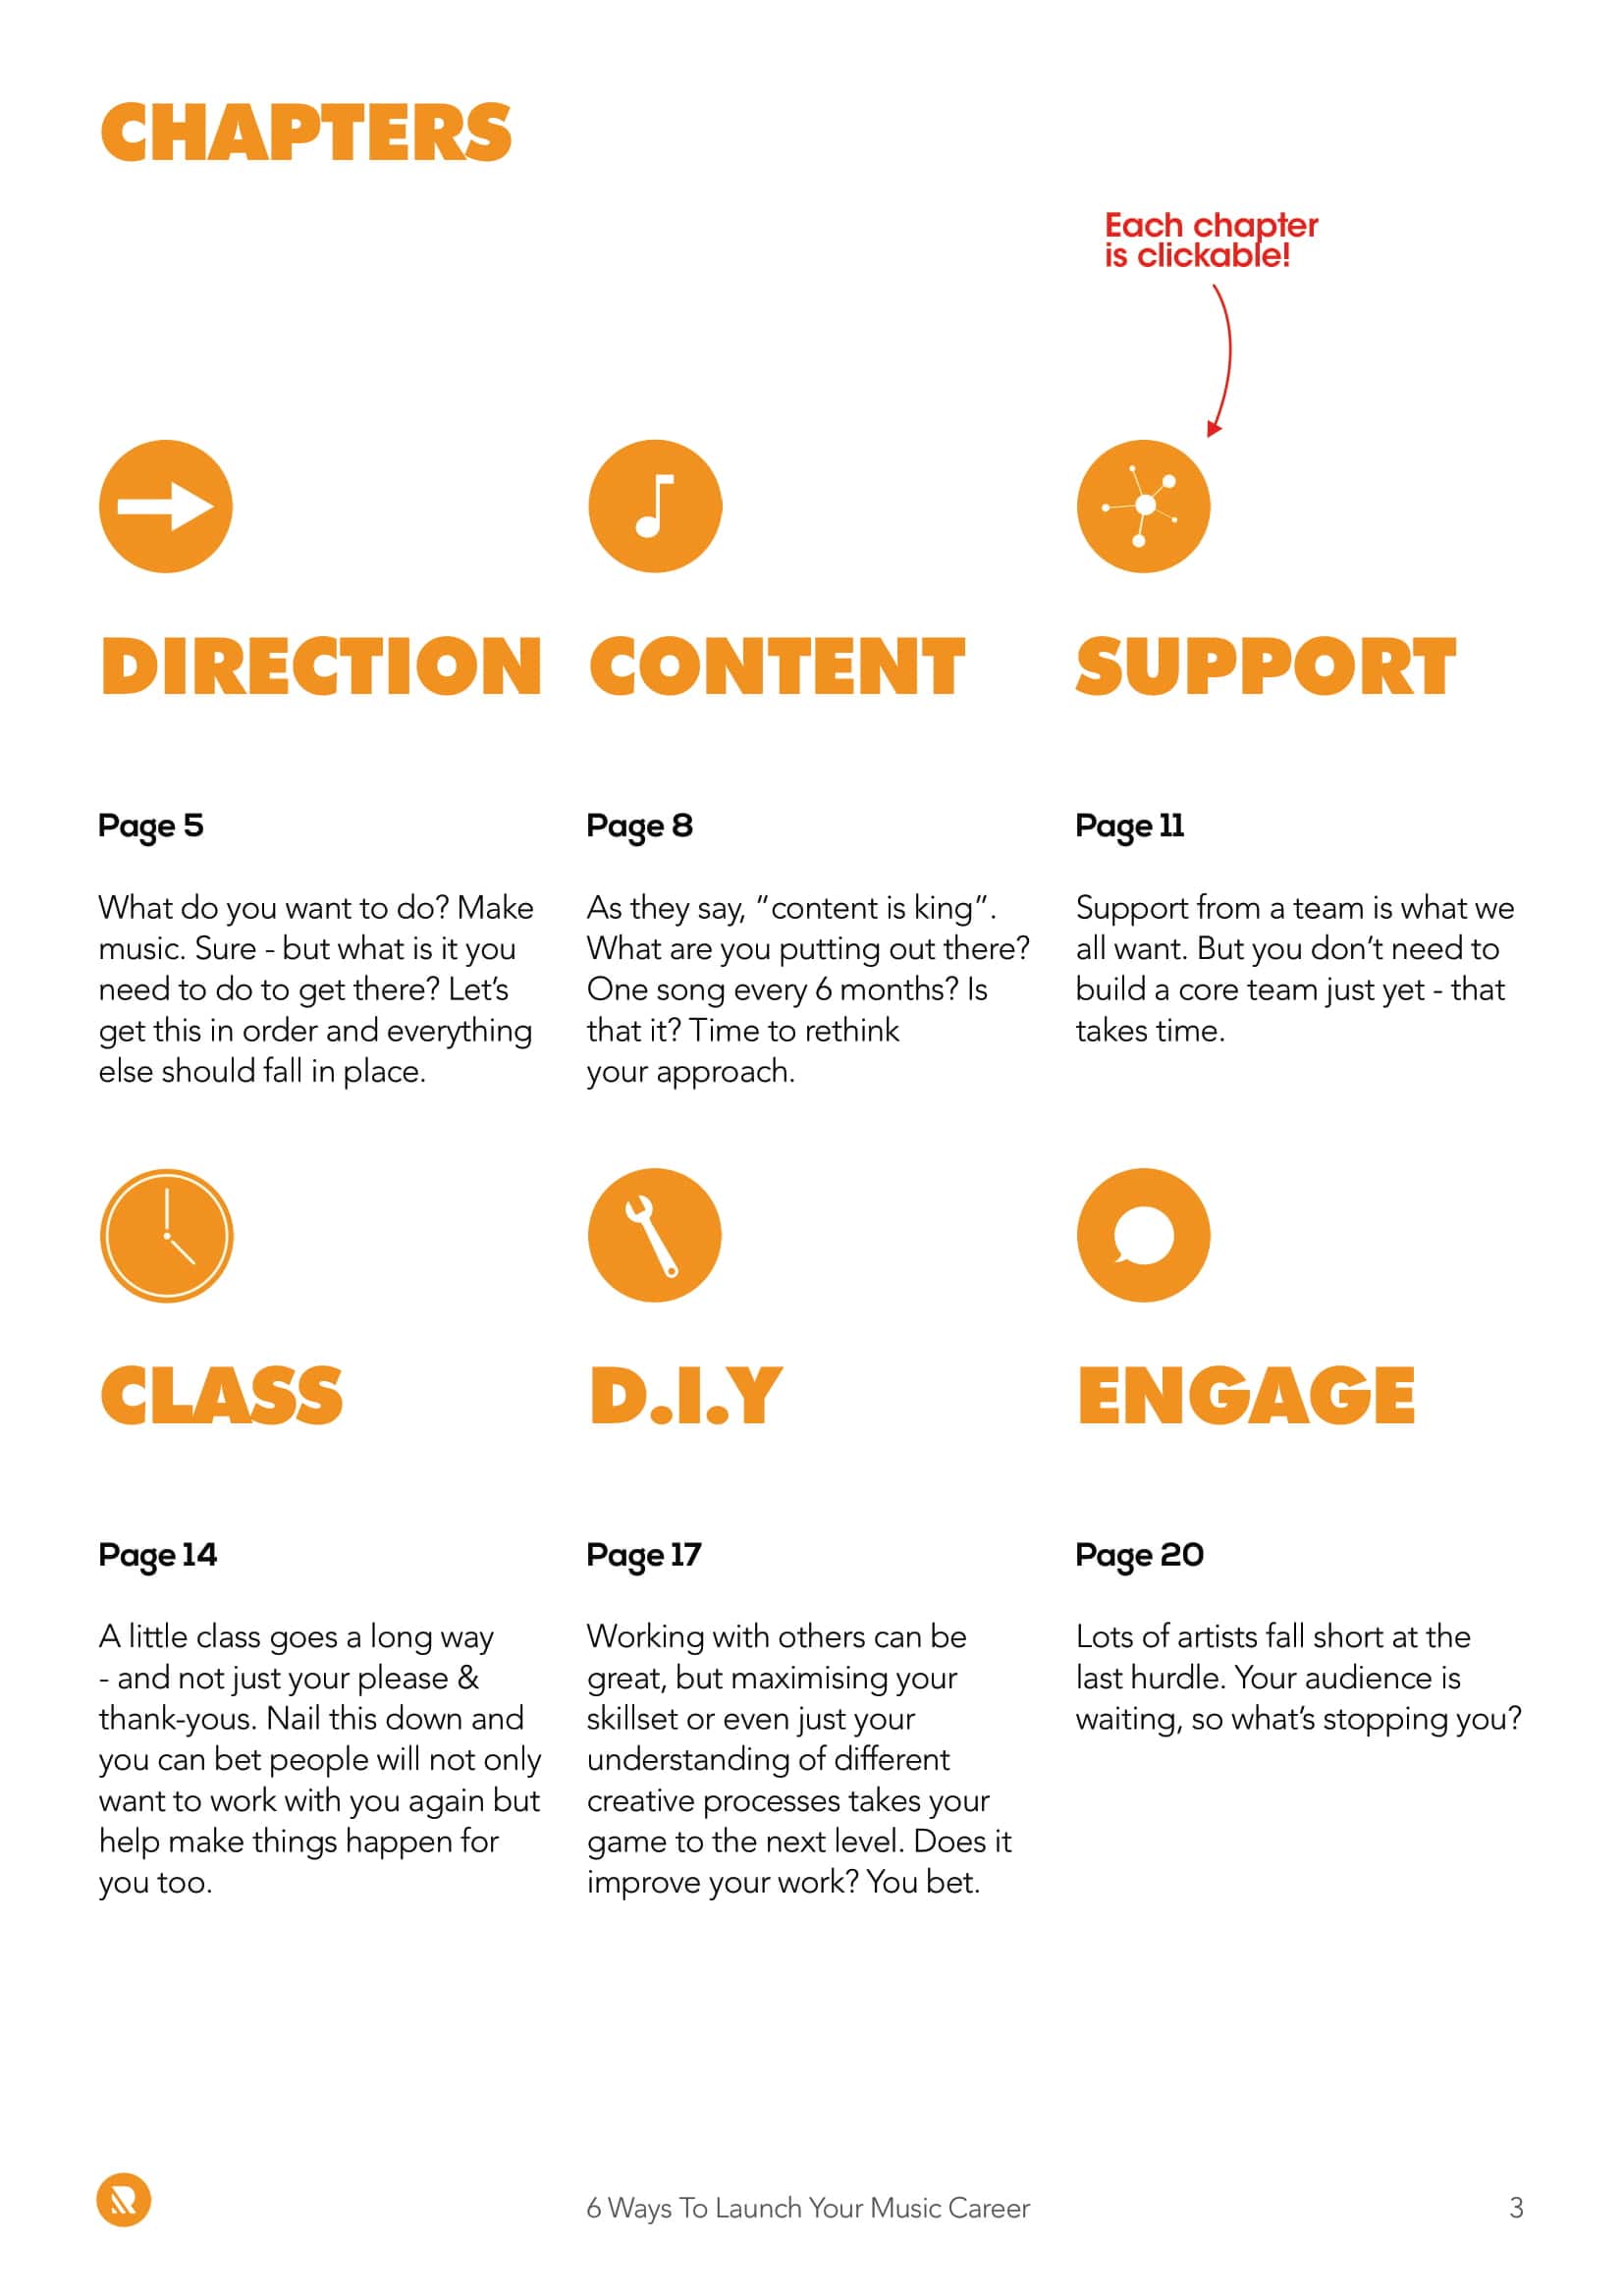 CHAPTERS
Each chapter
is clickable!
DIRECTION
Page 5
What do you want to do? Make
music. Sure - but what is it you
need to do to get there? Let's
get this in order and everything
else should fall in place.
CONTENT
Page 8
As they say, "content is king".
What are you putting out there?
One song every 6 months? Is
that it? Time to rethink
your approach.
SUPPORT
Page 11
Support from a team is what we
all want. But you don't need to
build a core team just yet - that
takes time.
CLASS
Page 14
A little class goes a long way
- and not just your please &
thank-yous. Nail this down and
you can bet people will not only
want to work with you again but
help make things happen for
you too.
D.I.Y
Page 17
Working with others can be
great, but maximising your
skillset or even just your
understanding of different
creative processes takes your
game to the next level. Does it
improve your work? You bet.
ENGAGE
Page 20
Lots of artists fall short at the
last hurdle. Your audience is
waiting, so what's stopping you?
R
6 Ways To Launch Your Music Career
3